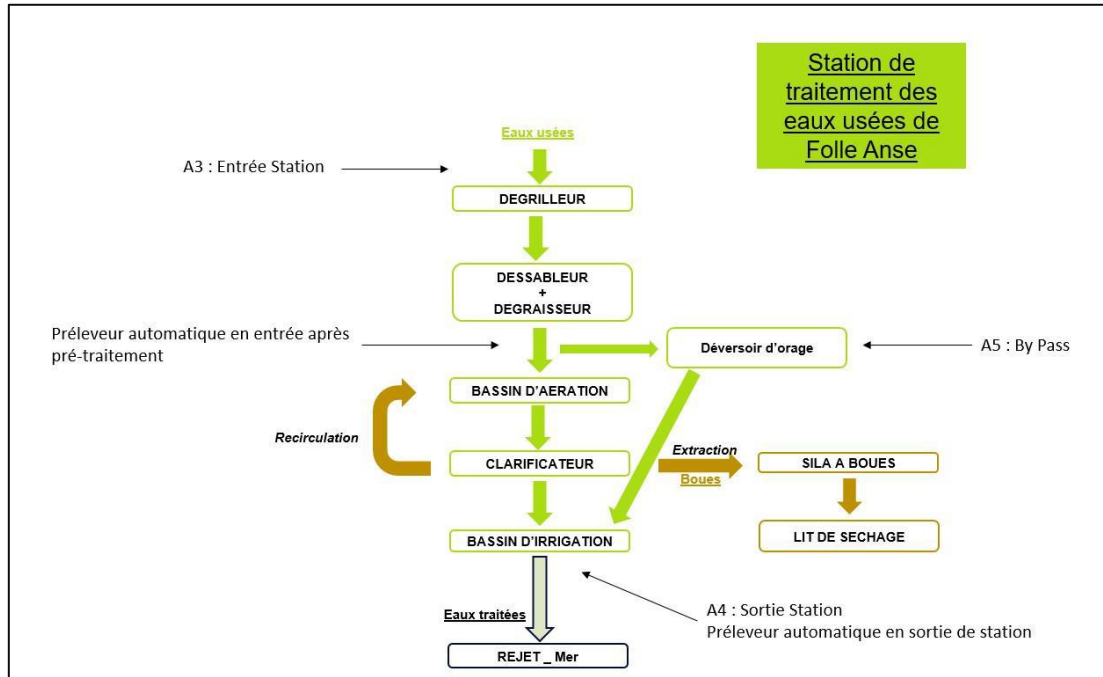 Station de
traitement des
eaux usées de
Folle Anse
Eaux usées
A3 : Entrée Station
DEGRILLEUR
DESSABLEUR
+
DEGRAISSEUR
Préleveur automatique en entrée après
pré-traitement
Déversoir d'orage
A5 : By Pass
BASSIN D'AERATION
Recirculation
CLARIFICATEUR
Extraction
Boues
SILA A BOUES
BASSIN D'IRRIGATION
LIT DE SECHAGE
Eaux traitées
A4 : Sortie Station
Préleveur automatique en sortie de station
REJET _ Mer